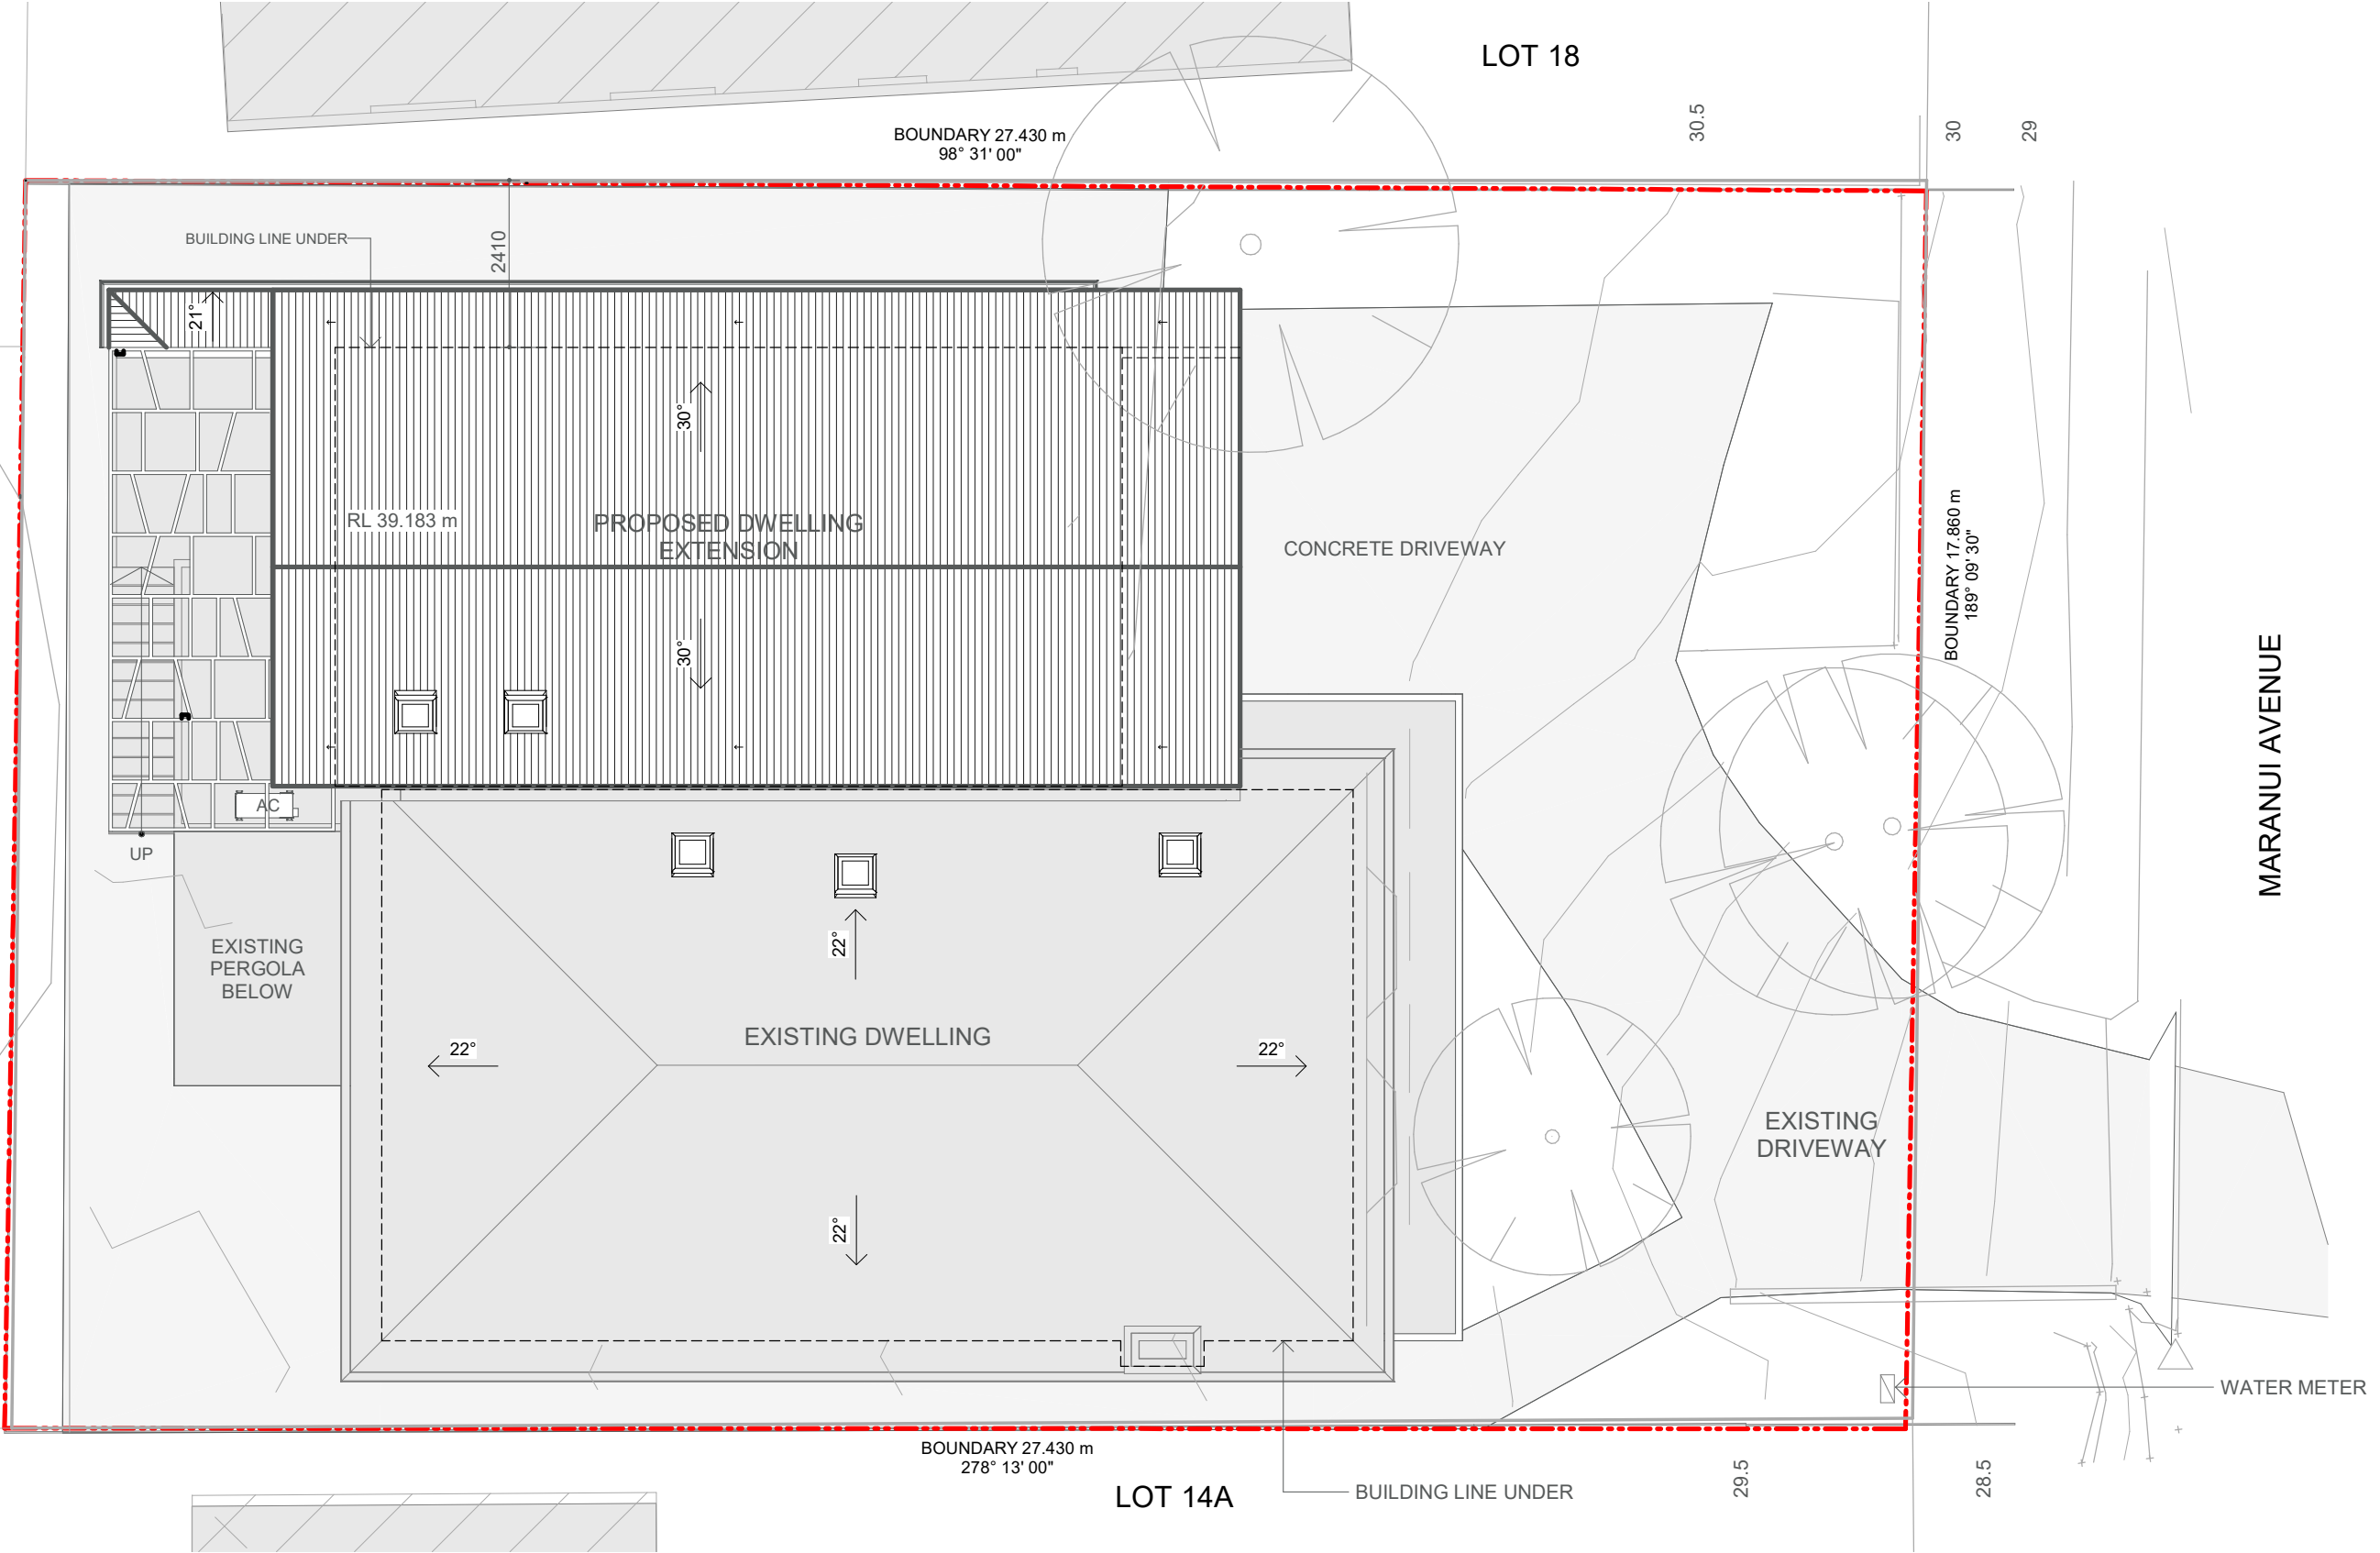 LOT 18
30.5
30
29
BOUNDARY 27.430 m
98° 31' 00"
BUILDING LINE UNDER
2410
21°
30°
RL 39.183 m
PROPOSED DWELLING
EXTENSION
CONCRETE DRIVEWAY
BOUNDARY 17.860 m
189° 09' 30"
30°
MARANUI AVENUE
AC
UP
EXISTING
PERGOLA
BELOW
22°
EXISTING DWELLING
22°
22°
22°
EXISTING
DRIVEWAY
WATER METER
BOUNDARY 27.430 m
278° 13' 00"
LOT 14A
BUILDING LINE UNDER
29.5
28.5